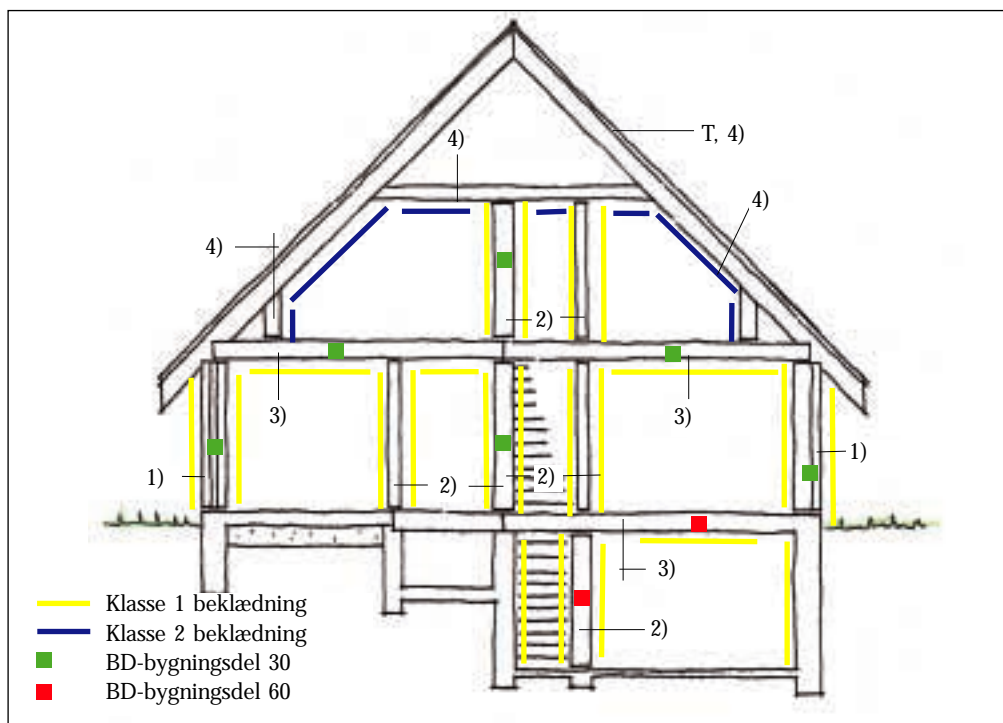 4)
T, 4)
4)
4)
2)
3)
3)
1)
1)
2)
2)
3)
2)
Klasse 1 beklædning
Klasse 2 beklædning
BD-bygningsdel 30
BD-bygningsdel 60